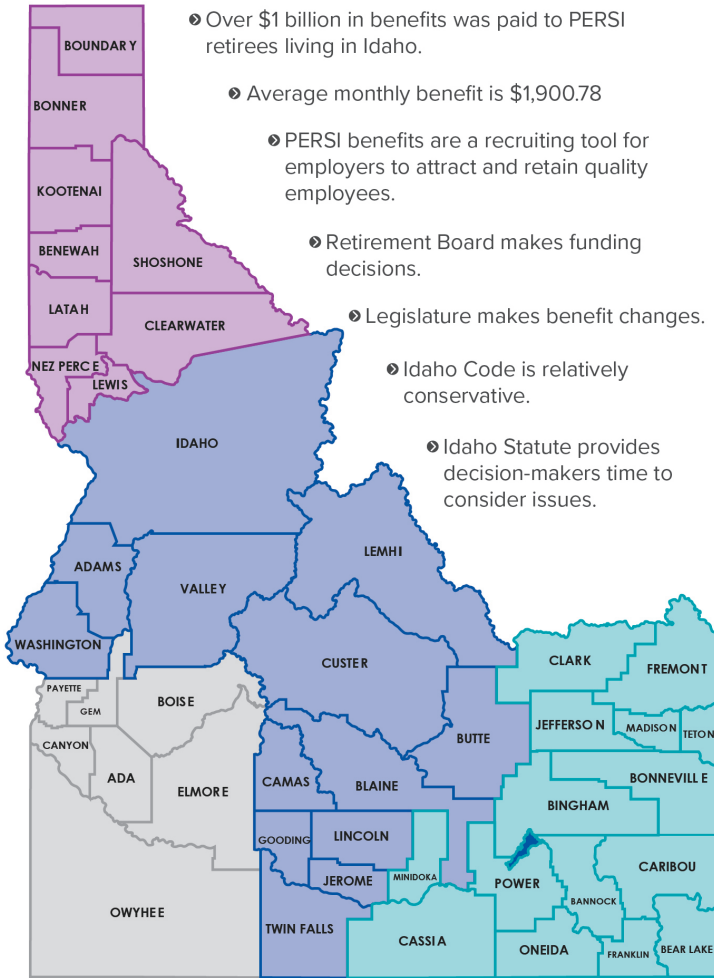 Over $1 billion in benefits was paid to PERSI
retirees living in Idaho.
Average monthly benefit is $1,900.78
PERSI benefits are a recruiting tool for
employers to attract and retain quality
employees.
Retirement Board makes funding
decisions.
Legislature makes benefit changes.
Idaho Code is relatively
conservative.
Idaho Statute provides
decision-makers time to
consider issues.
BOUNDARY
BONNER
KOOTENAI
BENEWAH
SHOSHONE
LATAH
CLEARWATER
NEZ PERCE
LEWIS
IDAHO
LEMHI
ADAMS
VALLEY
WASHINGTON
CUSTER
CLARK
FREMONT
PAYETTE
GEM
BOISE
JEFFERSON
MADISON
TETON
CANYON
ADA
ELMORE
CAMAS
BLAINE
BUTTE
BONNEVILLE
BINGHAM
GOODING
LINCOLN
JEROME
MINIDOKA
POWER
BANNOCK
CARIBOU
OWYHEE
TWIN FALLS
CASSIA
ONEIDA
FRANKLIN
BEAR LAKE